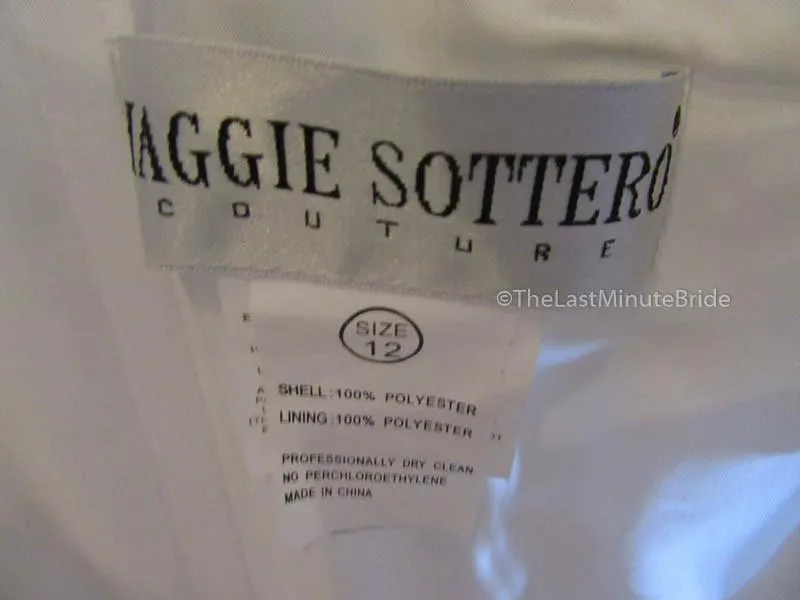 MAGGIE SOTTERO
COUTURE
©TheLastMinuteBride
SIZE
12
SHELL:100% POLYESTER
LINING:100% POLYESTER
PROFESSIONALLY DRY CLEAN
NO PERCHLOROETHYLENE
MADE IN CHINA